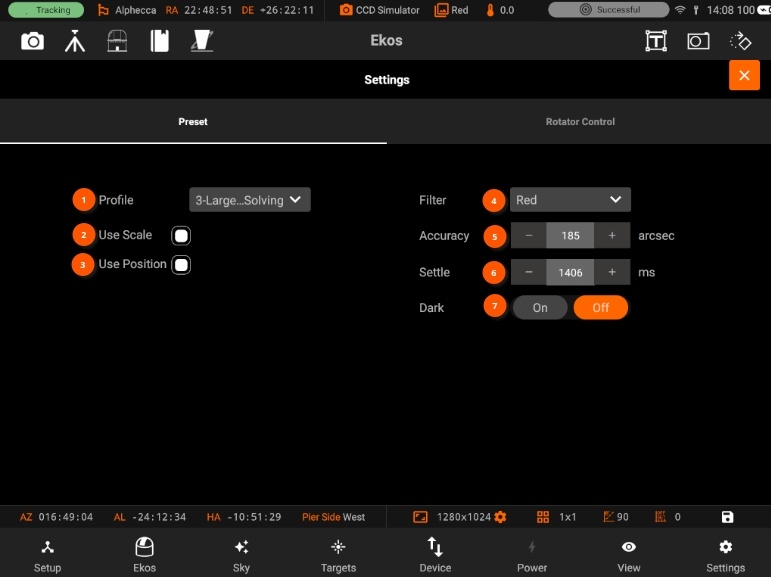 Tracking Alphecca RA 22:48:51 DE +26:22:11 CCD Simulator Red 0.0 Successful 14:08 100
Ekos
Settings
Preset Rotator Control
1 Profile 3-Large...Solving
2 Use Scale
3 Use Position
Filter 4 Red
Accuracy 5 − 185 + arcsec
Settle 6 − 1406 + ms
Dark 7 On Off
AZ 016:49:04 AL -24:12:34 HA -10:51:29 Pier Side West 1280x1024 1x1 90 0
Setup Ekos Sky Targets Device Power View Settings